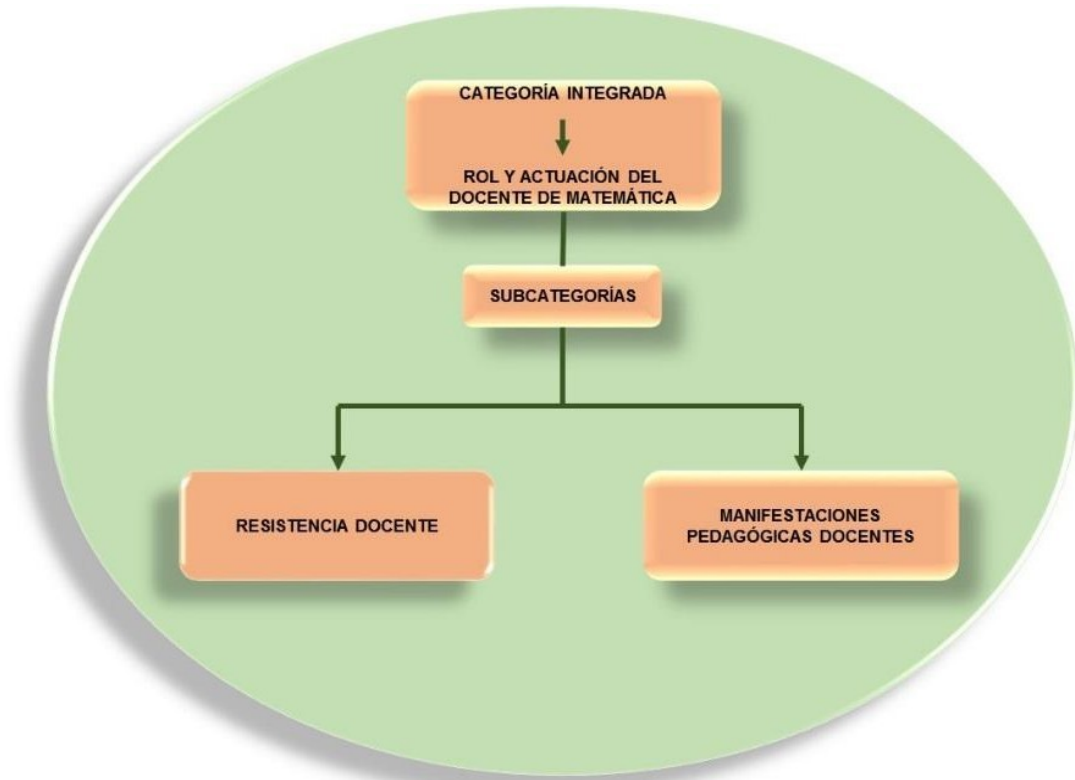 CATEGORÍA INTEGRADA
ROL Y ACTUACIÓN DEL
DOCENTE DE MATEMÁTICA
SUBCATEGORÍAS
RESISTENCIA DOCENTE
MANIFESTACIONES
PEDAGÓGICAS DOCENTES